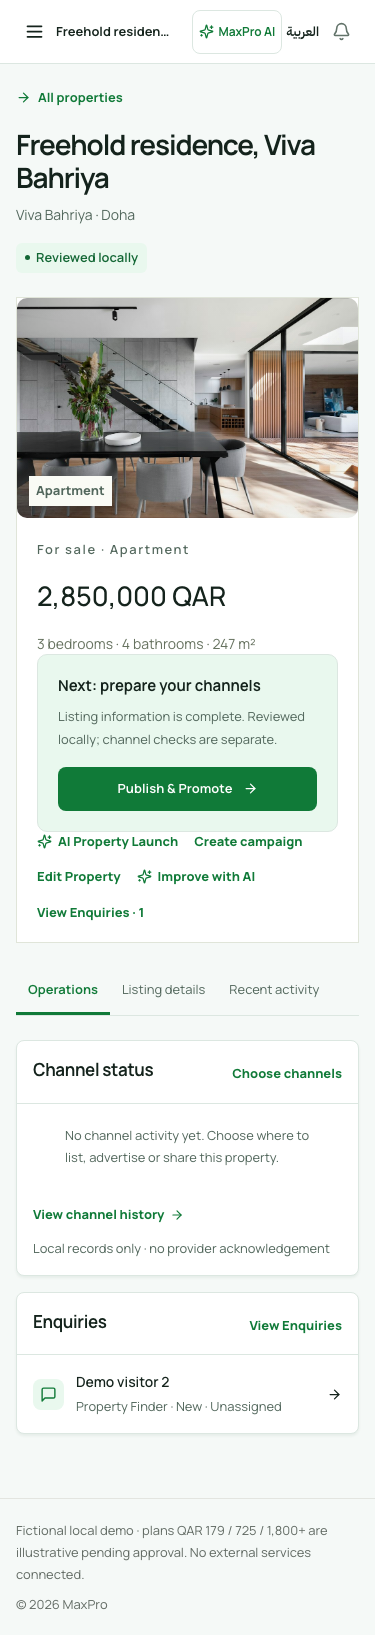 Freehold residen...
MaxPro AI
العربية
All properties
Freehold residence, Viva
Bahriya
Viva Bahriya · Doha
Reviewed locally
Apartment
For sale · Apartment
2,850,000 QAR
3 bedrooms · 4 bathrooms · 247 m²
Next: prepare your channels
Listing information is complete. Reviewed
locally; channel checks are separate.
Publish & Promote
AI Property Launch
Create campaign
Edit Property
Improve with AI
View Enquiries · 1
Operations
Listing details
Recent activity
Channel status
Choose channels
No channel activity yet. Choose where to
list, advertise or share this property.
View channel history
Local records only · no provider acknowledgement
Enquiries
View Enquiries
Demo visitor 2
Property Finder · New · Unassigned
Fictional local demo · plans QAR 179 / 725 / 1,800+ are
illustrative pending approval. No external services
connected.
© 2026 MaxPro